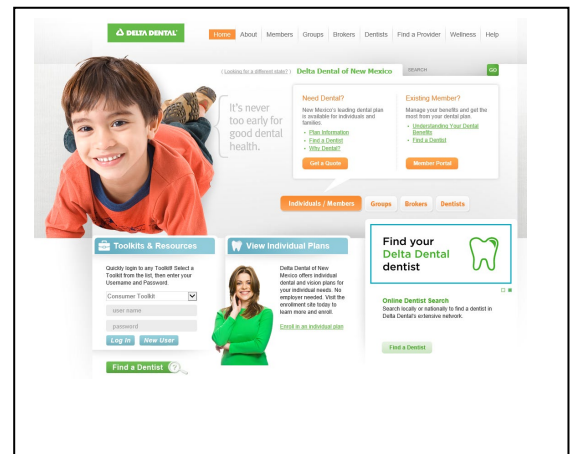 DELTA DENTAL
Home About Members Groups Brokers Dentists Find a Provider Wellness Help
( Looking for a different state? ) Delta Dental of New Mexico SEARCH GO
It's never
too early for
good dental
health.
Need Dental?
New Mexico's leading dental plan
is available for individuals and
families.
Plan Information
Find a Dentist
Why Dental?
Get a Quote
Existing Member?
Manage your benefits and get the
most from your dental plan.
Understanding Your Dental
Benefits
Find a Dentist
Member Portal
Individuals / Members Groups Brokers Dentists
Toolkits & Resources
Quickly login to any Toolkit! Select a
Toolkit from the list, then enter your
Username and Password.
Consumer Toolkit
user name
password
Log In New User
Find a Dentist
View Individual Plans
Delta Dental of New
Mexico offers individual
dental and vision plans for
your individual needs. No
employer needed. Visit the
enrollment site today to
learn more and enroll.
Enroll in an individual plan
Find your
Delta Dental
dentist
Online Dentist Search
Search locally or nationally to find a dentist in
Delta Dental's extensive network.
Find a Dentist